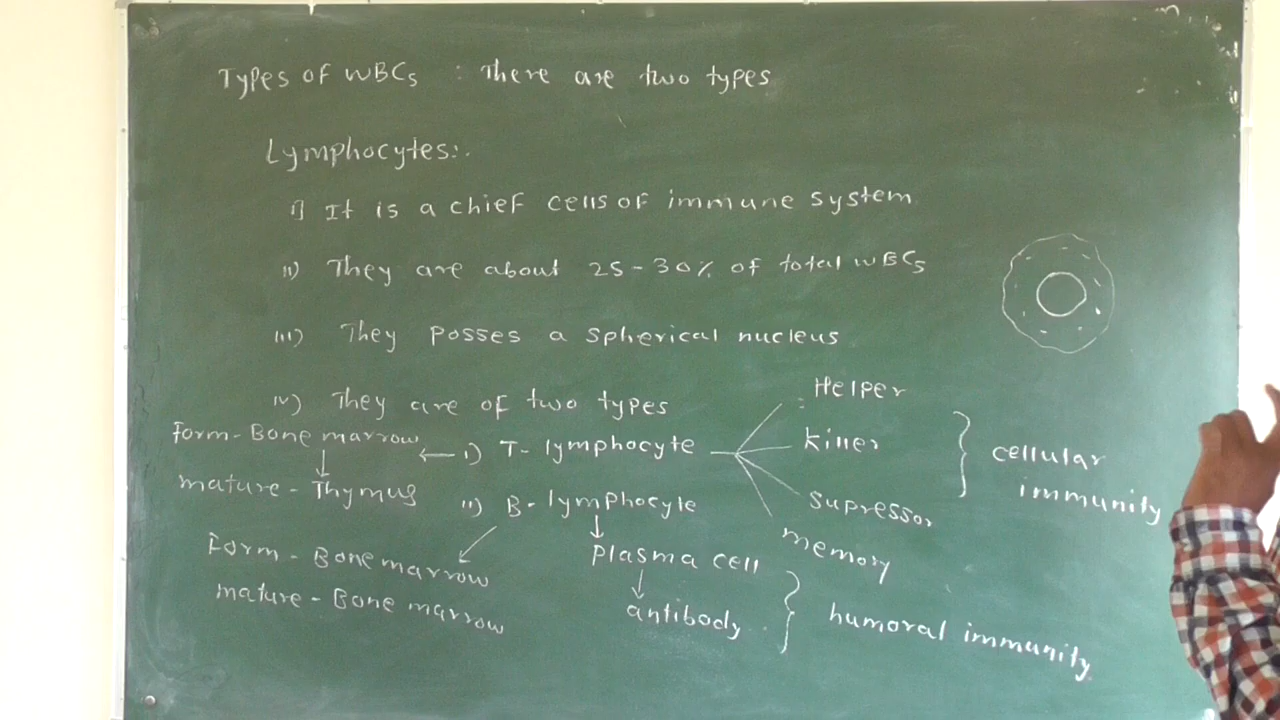 Types of WBCs : There are two types
Lymphocytes:.
i) It is a chief cells of immune system
ii) They are about 25-30% of total WBCs
iii) They posses a spherical nucleus
iv) They are of two types
Form - Bone marrow ← i) T- lymphocyte
↓
mature - Thymus
Helper
killer
supressor
memory
} cellular
immunity
ii) B- lymphocyte
Form - Bone marrow
mature - Bone marrow
↓
Plasma cell
↓
antibody
} humoral immunity